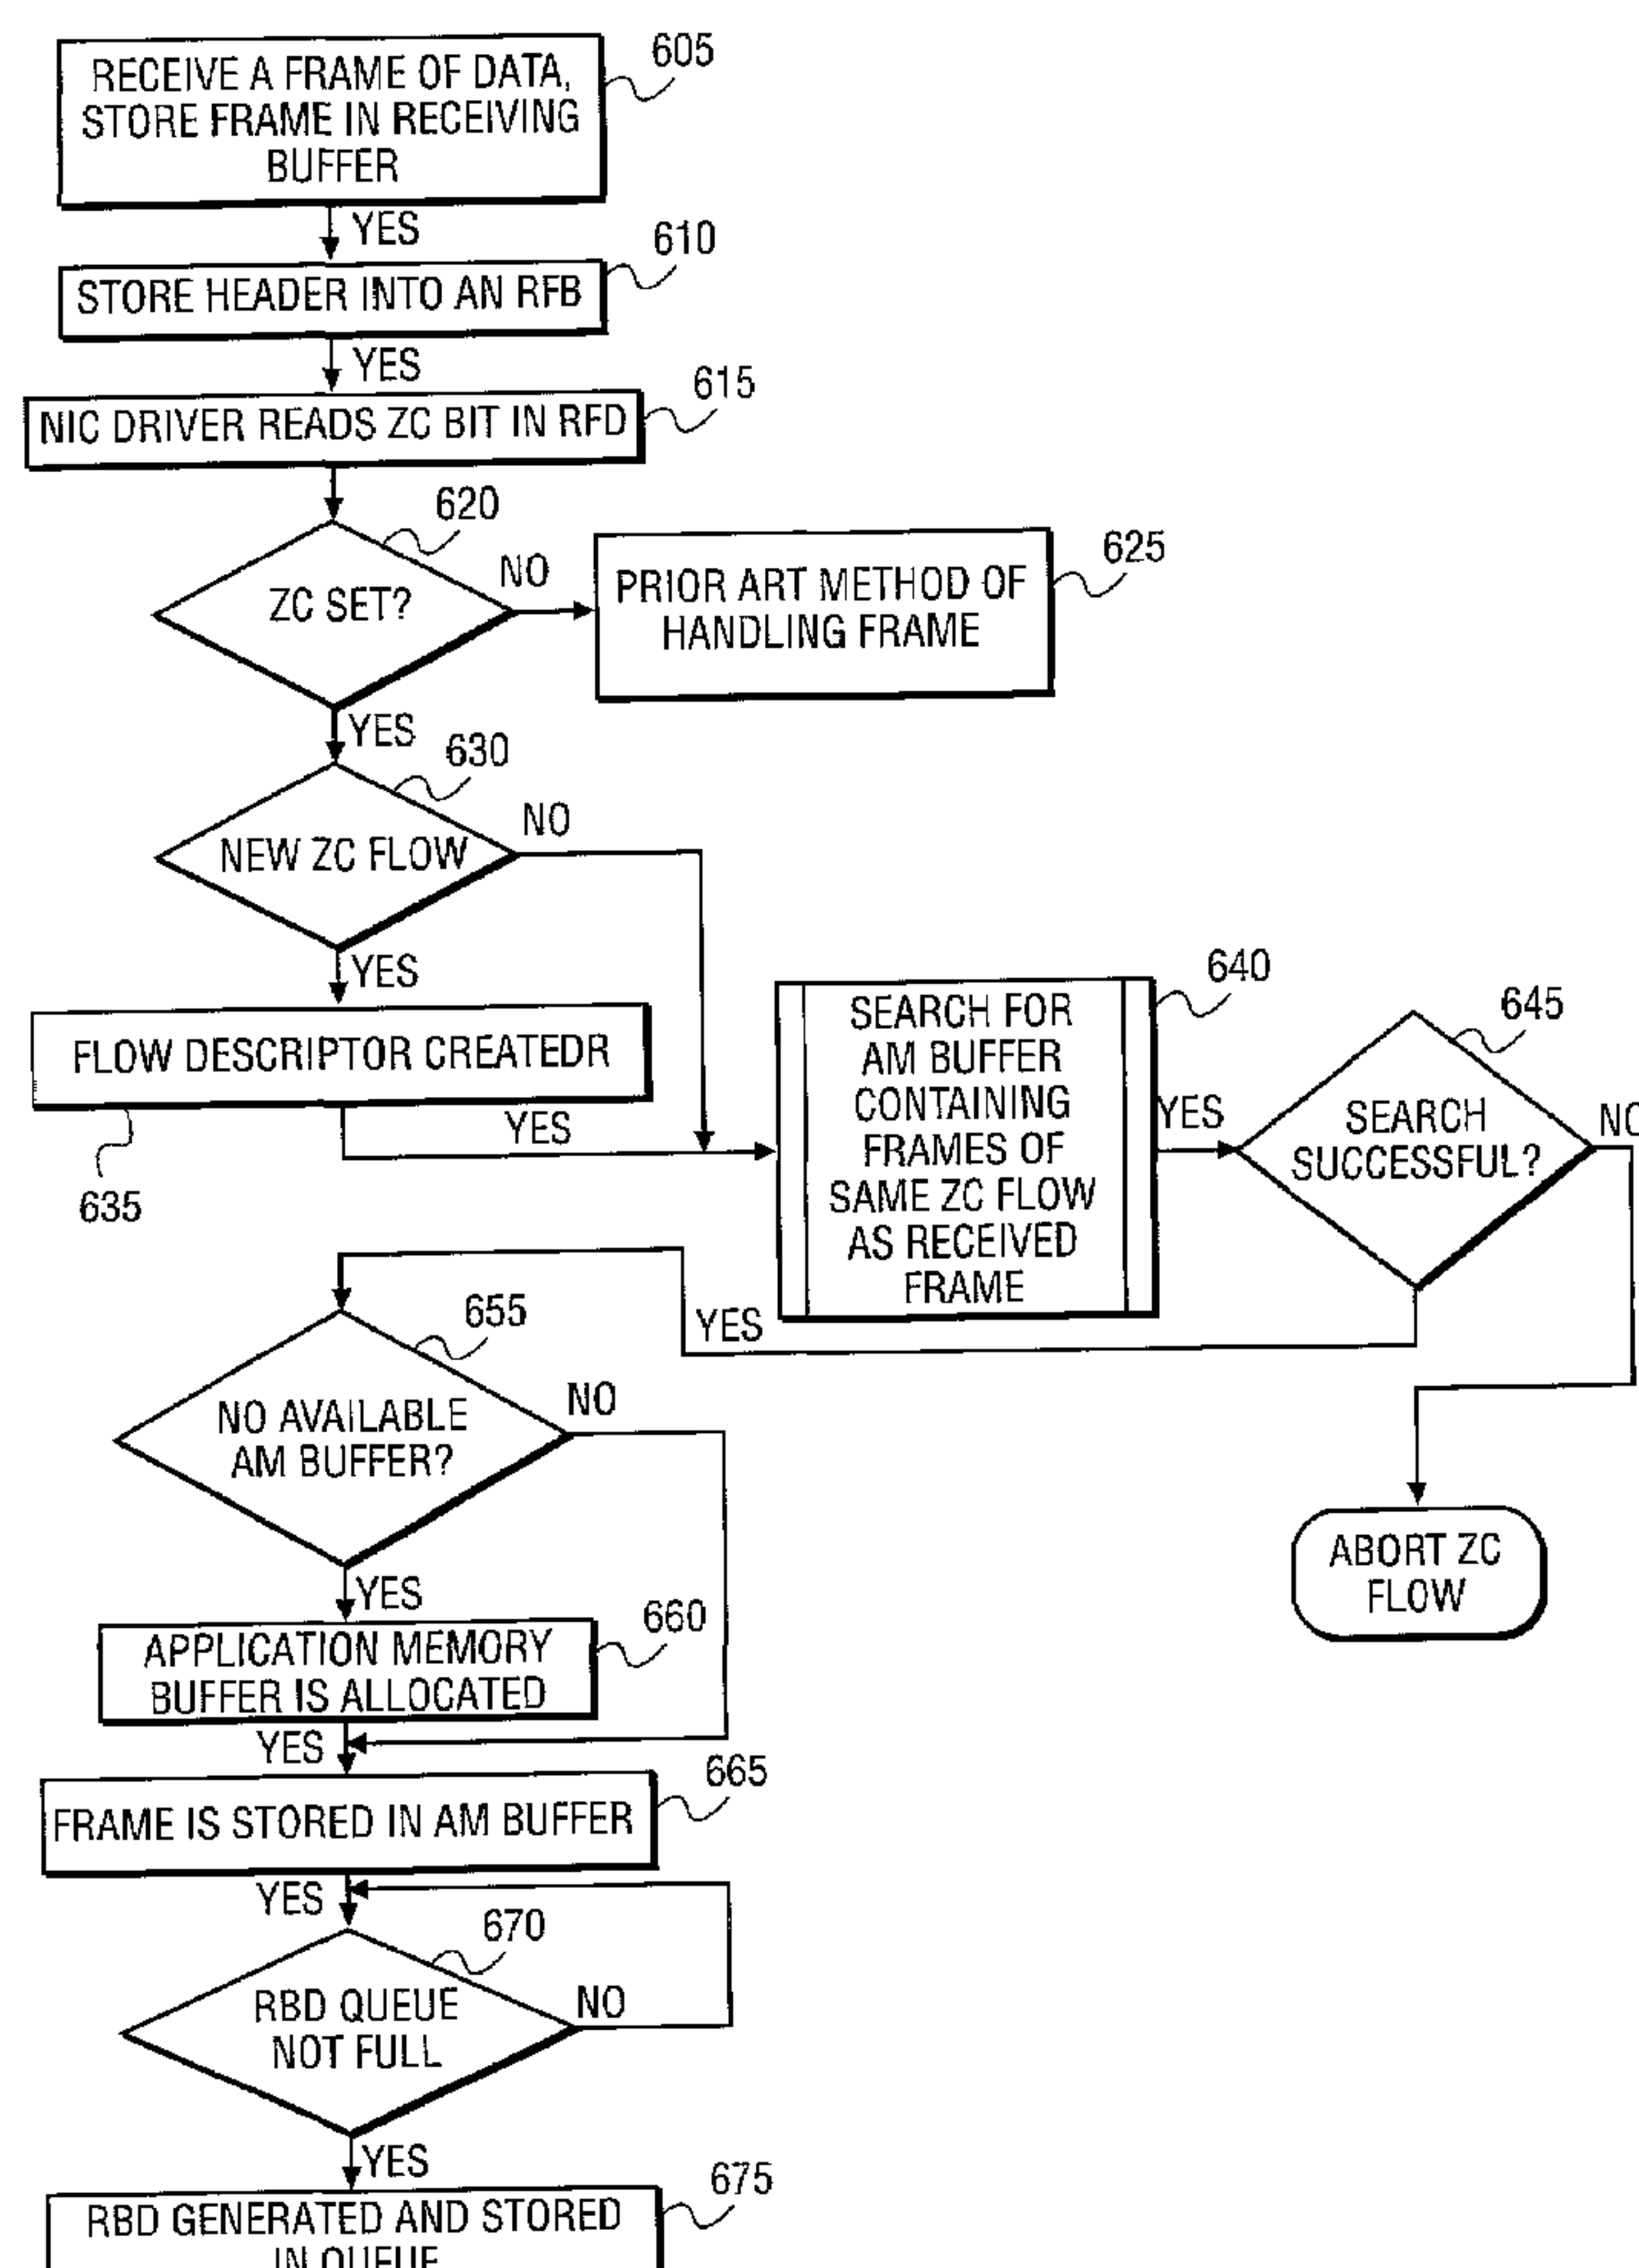 605
RECEIVE A FRAME OF DATA,
STORE FRAME IN RECEIVING
BUFFER
YES
610
STORE HEADER INTO AN RFB
YES
615
NIC DRIVER READS ZC BIT IN RFD
620
ZC SET?
NO
625
PRIOR ART METHOD OF
HANDLING FRAME
YES
630
NEW ZC FLOW
NO
YES
FLOW DESCRIPTOR CREATEDR
635
YES
640
SEARCH FOR
AM BUFFER
CONTAINING
FRAMES OF
SAME ZC FLOW
AS RECEIVED
FRAME
YES
645
SEARCH
SUCCESSFUL?
NO
YES
ABORT ZC
FLOW
655
NO AVAILABLE
AM BUFFER?
NO
YES
660
APPLICATION MEMORY
BUFFER IS ALLOCATED
YES
665
FRAME IS STORED IN AM BUFFER
YES
670
RBD QUEUE
NOT FULL
NO
YES
675
RBD GENERATED AND STORED
IN QUEUE